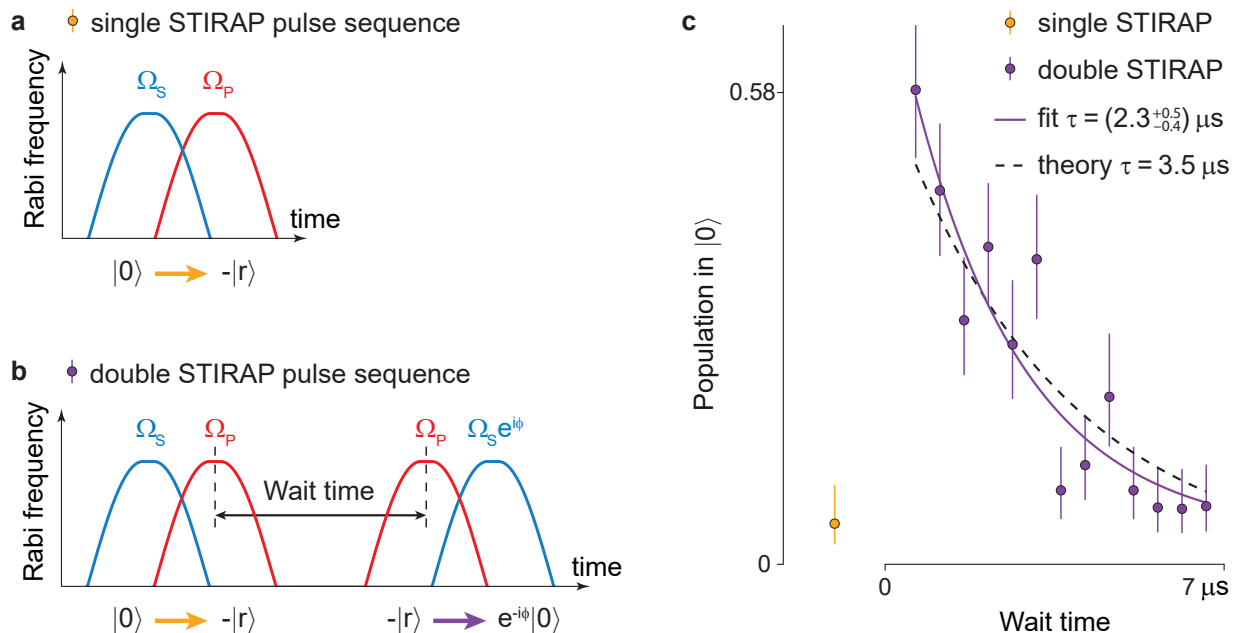 a single STIRAP pulse sequence
Ω_S Ω_P
Rabi frequency
time
|0⟩ -|r⟩
b double STIRAP pulse sequence
Ω_S Ω_P Ω_P Ω_S e^{iϕ}
Rabi frequency
Wait time
time
|0⟩ -|r⟩ -|r⟩ e^{-iϕ}|0⟩
c
single STIRAP
double STIRAP
fit τ = (2.3^{+0.5}_{-0.4}) μs
theory τ = 3.5 μs
0.58
Population in |0⟩
0
0 7 μs
Wait time